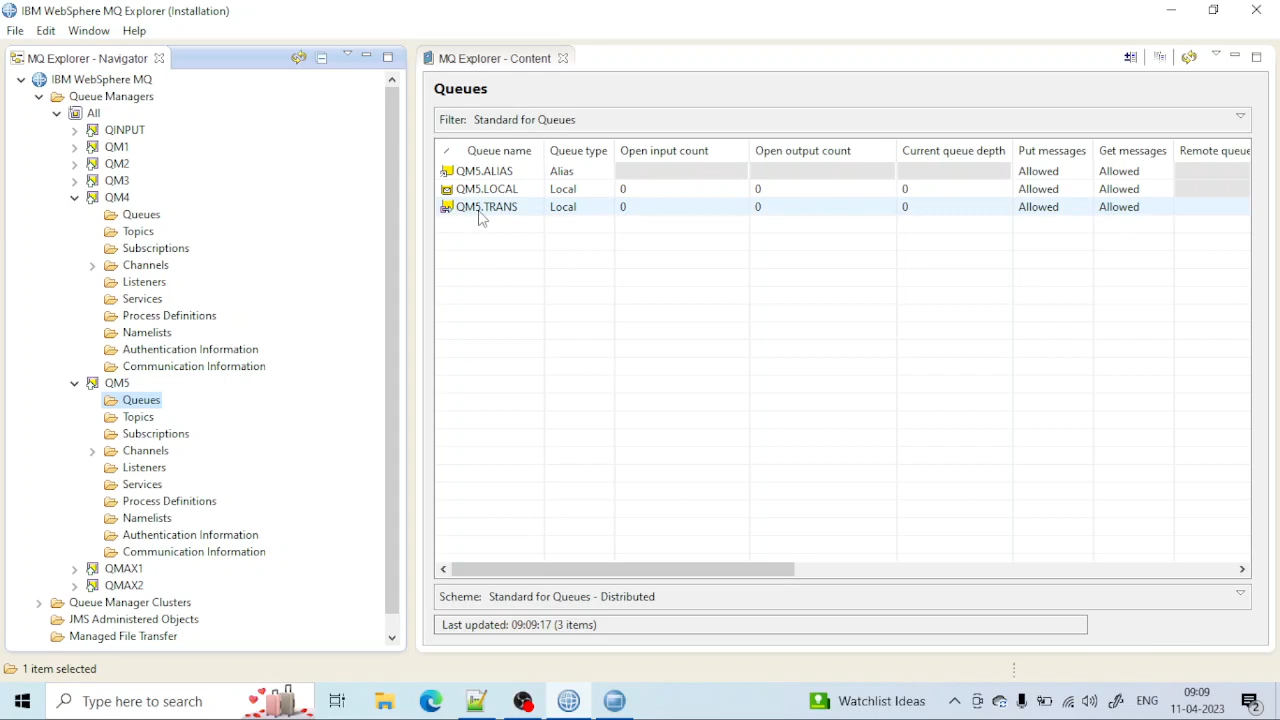 IBM WebSphere MQ Explorer (Installation)
File Edit Window Help
MQ Explorer - Navigator
IBM WebSphere MQ
Queue Managers
All
QINPUT
QM1
QM2
QM3
QM4
Queues
Topics
Subscriptions
Channels
Listeners
Services
Process Definitions
Namelists
Authentication Information
Communication Information
QM5
Queues
Topics
Subscriptions
Channels
Listeners
Services
Process Definitions
Namelists
Authentication Information
Communication Information
QMAX1
QMAX2
Queue Manager Clusters
JMS Administered Objects
Managed File Transfer
MQ Explorer - Content
Queues
Filter: Standard for Queues
Queue name Queue type Open input count Open output count Current queue depth Put messages Get messages Remote queue
QM5.ALIAS Alias Allowed Allowed
QM5.LOCAL Local 0 0 0 Allowed Allowed
QM5.TRANS Local 0 0 0 Allowed Allowed
Scheme: Standard for Queues - Distributed
Last updated: 09:09:17 (3 items)
1 item selected
Type here to search
Watchlist Ideas
ENG
09:09
11-04-2023
2